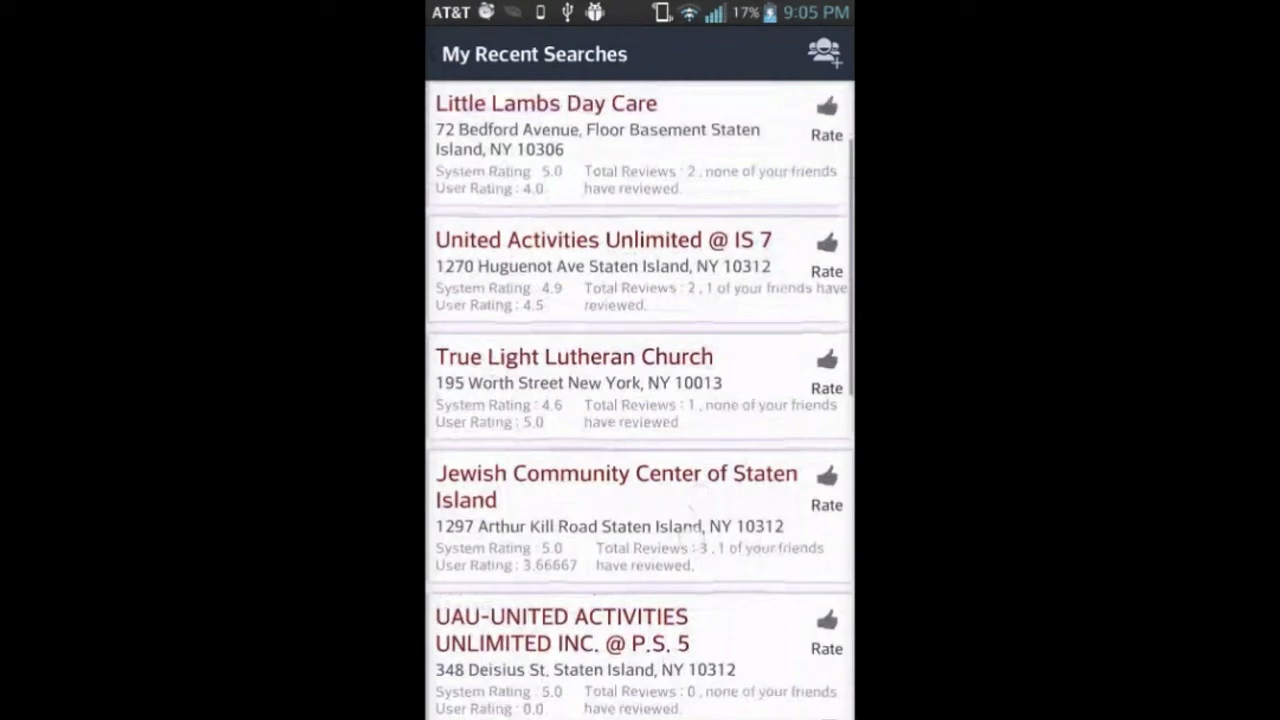 AT&T 17% 9:05 PM
My Recent Searches
Little Lambs Day Care
72 Bedford Avenue, Floor Basement Staten
Island, NY 10306
Rate
System Rating 5.0 Total Reviews : 2 , none of your friends
User Rating : 4.0 have reviewed.
United Activities Unlimited @ IS 7
1270 Huguenot Ave Staten Island, NY 10312
Rate
System Rating 4.9 Total Reviews : 2 , 1 of your friends have
User Rating : 4.5 reviewed.
True Light Lutheran Church
195 Worth Street New York, NY 10013
Rate
System Rating : 4.6 Total Reviews : 1 , none of your friends
User Rating : 5.0 have reviewed
Jewish Community Center of Staten
Island
Rate
1297 Arthur Kill Road Staten Island, NY 10312
System Rating : 5.0 Total Reviews : 3 , 1 of your friends
User Rating : 3.66667 have reviewed.
UAU-UNITED ACTIVITIES
UNLIMITED INC. @ P.S. 5
Rate
348 Deisius St. Staten Island, NY 10312
System Rating : 5.0 Total Reviews : 0 , none of your friends
User Rating : 0.0 have reviewed.